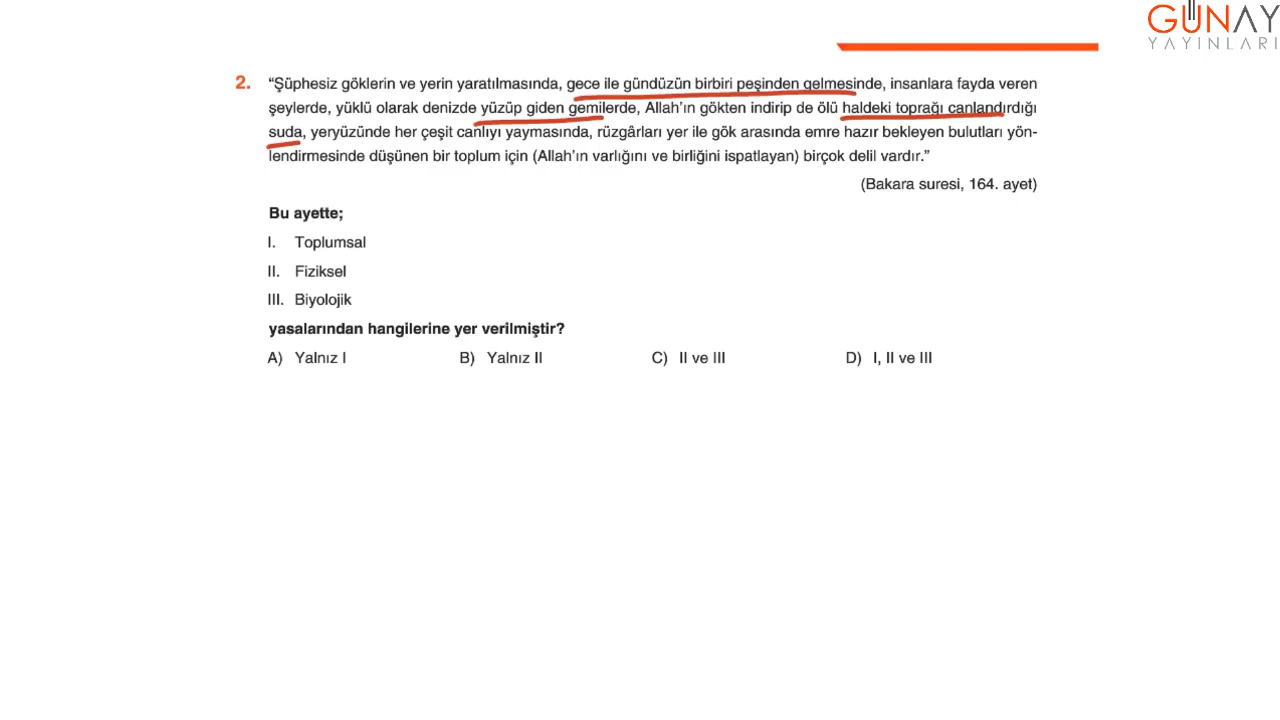 GÜNAY
YAYINLARI
2. “Şüphesiz göklerin ve yerin yaratılmasında, gece ile gündüzün birbiri peşinden gelmesinde, insanlara fayda veren
şeylerde, yüklü olarak denizde yüzüp giden gemilerde, Allah’ın gökten indirip de ölü haldeki toprağı canlandırdığı
suda, yeryüzünde her çeşit canlıyı yaymasında, rüzgârları yer ile gök arasında emre hazır bekleyen bulutları yön-
lendirmesinde düşünen bir toplum için (Allah’ın varlığını ve birliğini ispatlayan) birçok delil vardır.”
(Bakara suresi, 164. ayet)
Bu ayette;
I. Toplumsal
II. Fiziksel
III. Biyolojik
yasalarından hangilerine yer verilmiştir?
A) Yalnız I B) Yalnız II C) II ve III D) I, II ve III